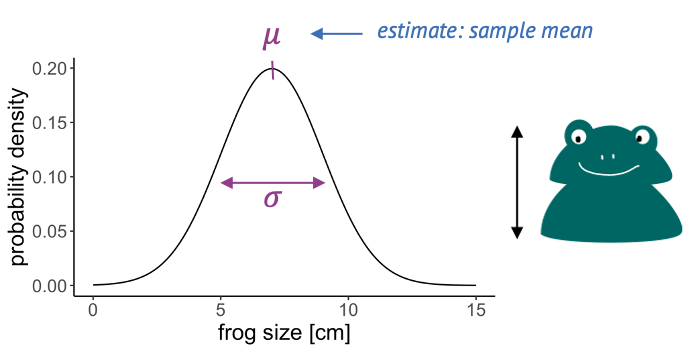 μ
estimate: sample mean
0.20
0.15
0.10
0.05
0.00
probability density
σ
0 5 10 15
frog size [cm]